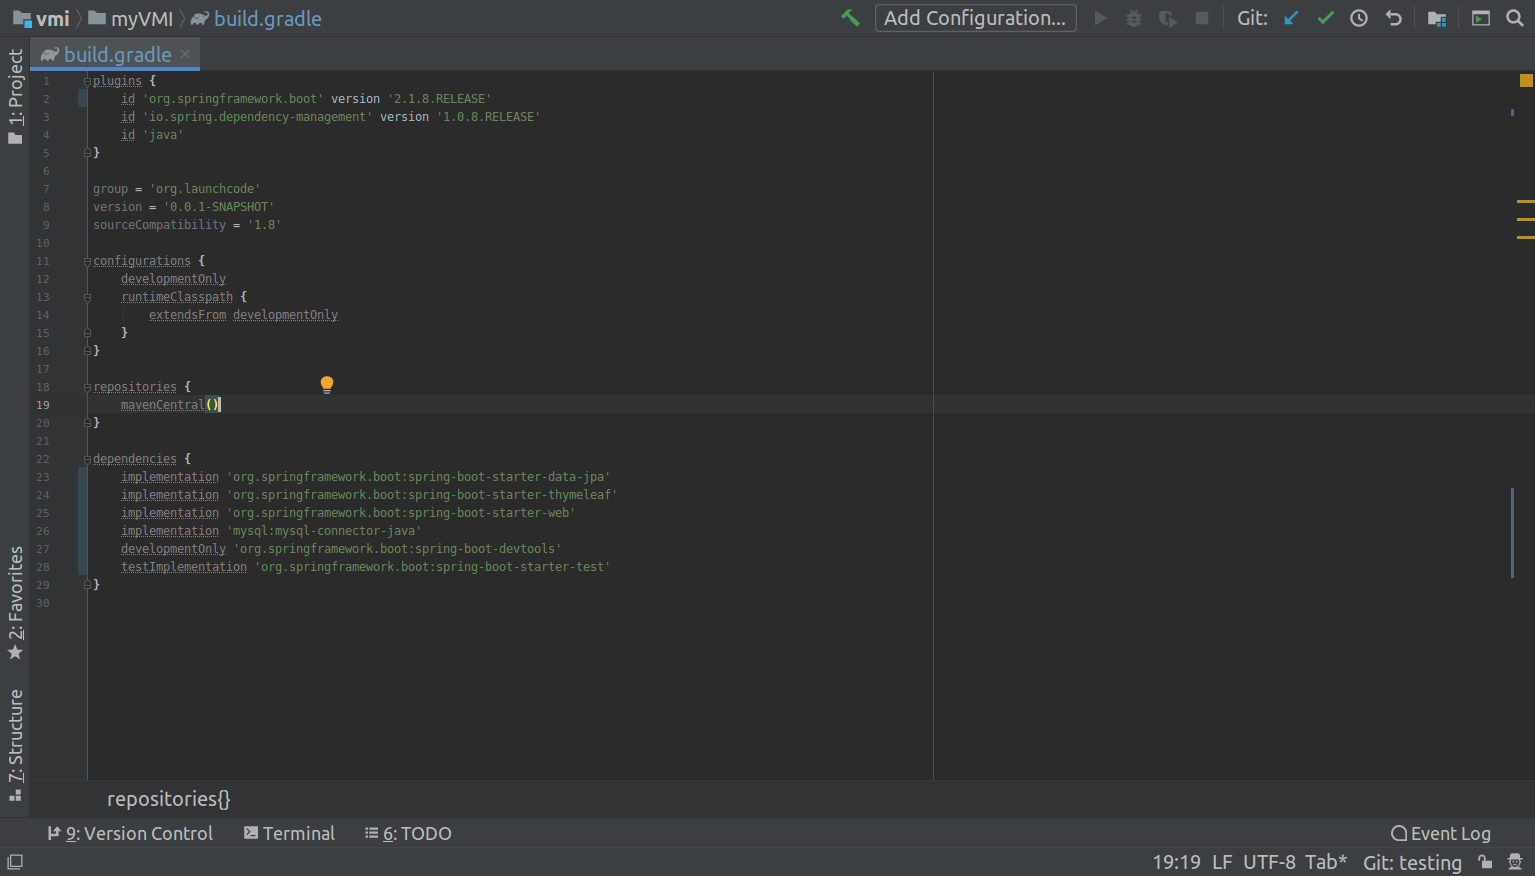 vmi myVMI build.gradle Add Configuration... Git:
build.gradle
1: Project
2: Favorites
7: Structure
1 plugins {
2 id 'org.springframework.boot' version '2.1.8.RELEASE'
3 id 'io.spring.dependency-management' version '1.0.8.RELEASE'
4 id 'java'
5 }
6
7 group = 'org.launchcode'
8 version = '0.0.1-SNAPSHOT'
9 sourceCompatibility = '1.8'
10
11 configurations {
12 developmentOnly
13 runtimeClasspath {
14 extendsFrom developmentOnly
15 }
16 }
17
18 repositories {
19 mavenCentral()
20 }
21
22 dependencies {
23 implementation 'org.springframework.boot:spring-boot-starter-data-jpa'
24 implementation 'org.springframework.boot:spring-boot-starter-thymeleaf'
25 implementation 'org.springframework.boot:spring-boot-starter-web'
26 implementation 'mysql:mysql-connector-java'
27 developmentOnly 'org.springframework.boot:spring-boot-devtools'
28 testImplementation 'org.springframework.boot:spring-boot-starter-test'
29 }
30
repositories{}
9: Version Control Terminal 6: TODO Event Log
19:19 LF UTF-8 Tab* Git: testing